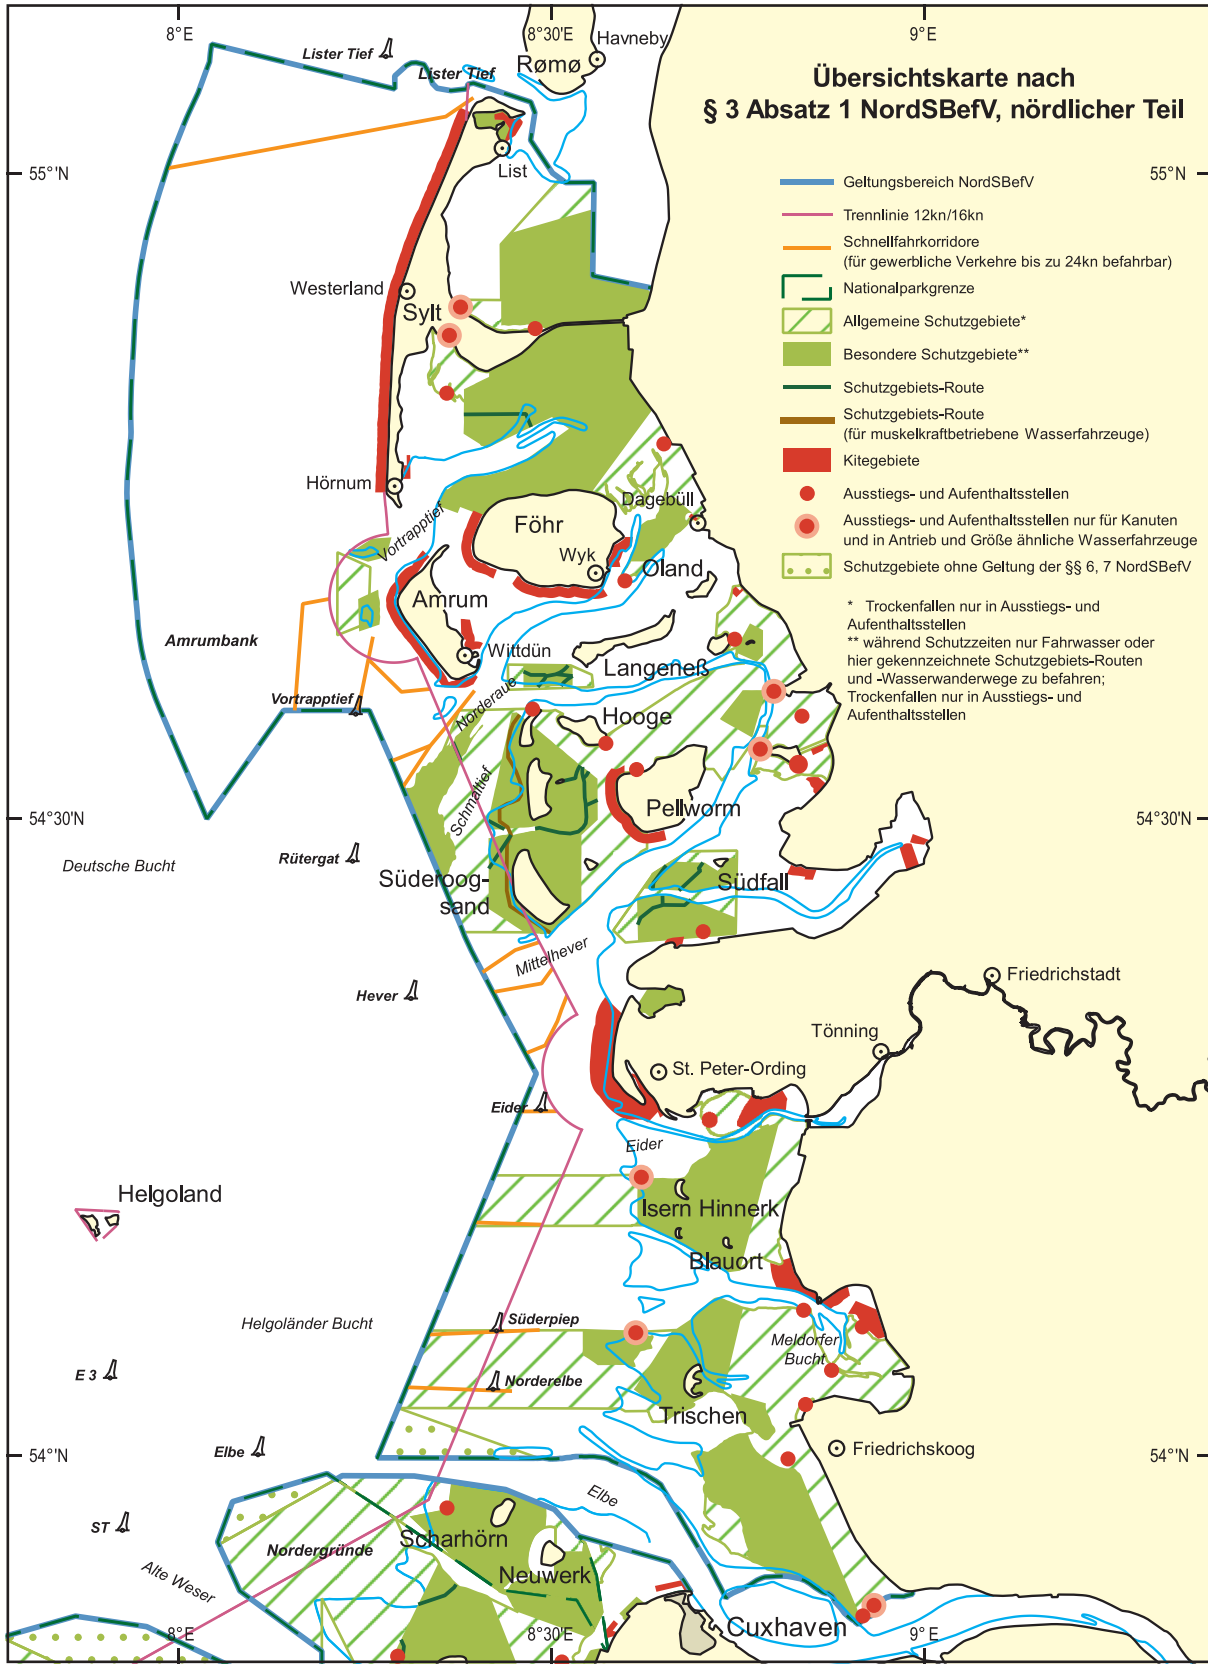 8° E
8°30'E
9° E
Lister Tief
Lister Tief
Havneby
Rømø
Übersichtskarte nach
§ 3 Absatz 1 NordSBefV, nördlicher Teil
55°'N
55° N
List
Geltungsbereich NordSBefV
Trennlinie 12kn/16kn
Schnellfahrkorridore
(für gewerbliche Verkehre bis zu 24kn befahrbar)
Nationalparkgrenze
Allgemeine Schutzgebiete*
Besondere Schutzgebiete**
Schutzgebiets-Route
Schutzgebiets-Route
(für muskelkraftbetriebene Wasserfahrzeuge)
Kitegebiete
Ausstiegs- und Aufenthaltsstellen
Ausstiegs- und Aufenthaltsstellen nur für Kanuten
und in Antrieb und Größe ähnliche Wasserfahrzeuge
Schutzgebiete ohne Geltung der §§ 6, 7 NordSBefV
* Trockenfallen nur in Ausstiegs- und
Aufenthaltsstellen
** während Schutzzeiten nur Fahrwasser oder
hier gekennzeichnete Schutzgebiets-Routen
und -Wasserwanderwege zu befahren;
Trockenfallen nur in Ausstiegs- und
Aufenthaltsstellen
Westerland
Sylt
Hörnum
Vortrapptief
Föhr
Dagebüll
Wyk
Oland
Amrum
Amrumbank
Wittdün
Langeneß
Vortrapptief
Norderaue
Hooge
Schmaltief
Pellworm
54°30'N
54°30'N
Deutsche Bucht
Rütergat
Süderoog-
sand
Südfall
Mittelhever
Hever
Friedrichstadt
Tönning
St. Peter-Ording
Eider
Eider
Helgoland
Isern Hinnerk
Blauort
Helgoländer Bucht
Süderpiep
Meldorfer
Bucht
E 3
Norderelbe
Trischen
Elbe
54°'N
Friedrichskoog
54° N
Elbe
ST
Scharhörn
Nordergründe
Neuwerk
Alte Weser
Cuxhaven
8° E
8°30'E
9° E